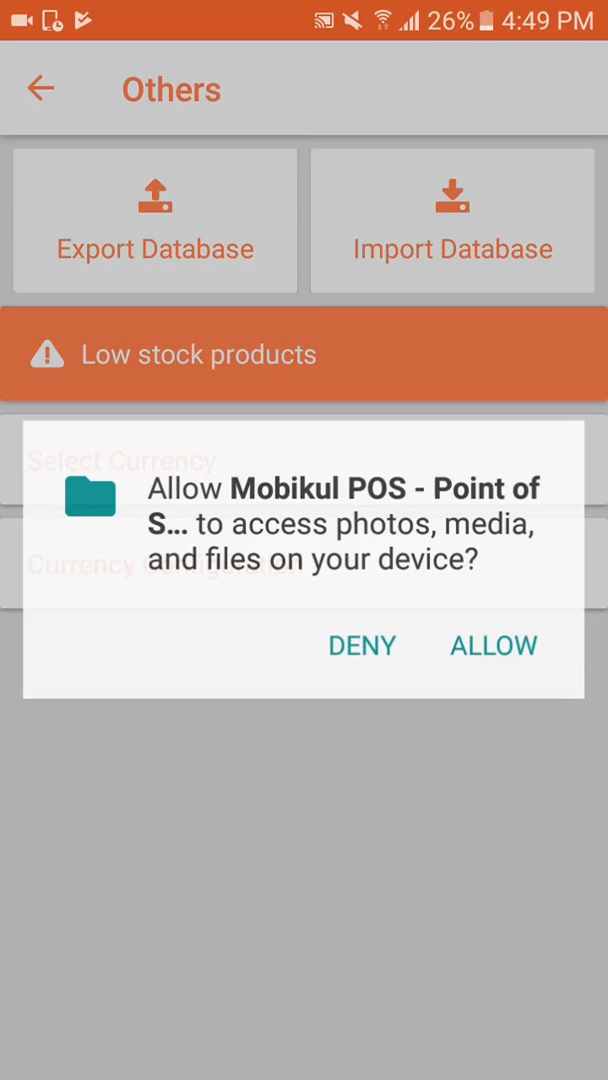 26% 4:49 PM
Others
Export Database
Import Database
Low stock products
Select Currency
Allow Mobikul POS - Point of
S... to access photos, media,
and files on your device?
Currency Configuration
DENY
ALLOW